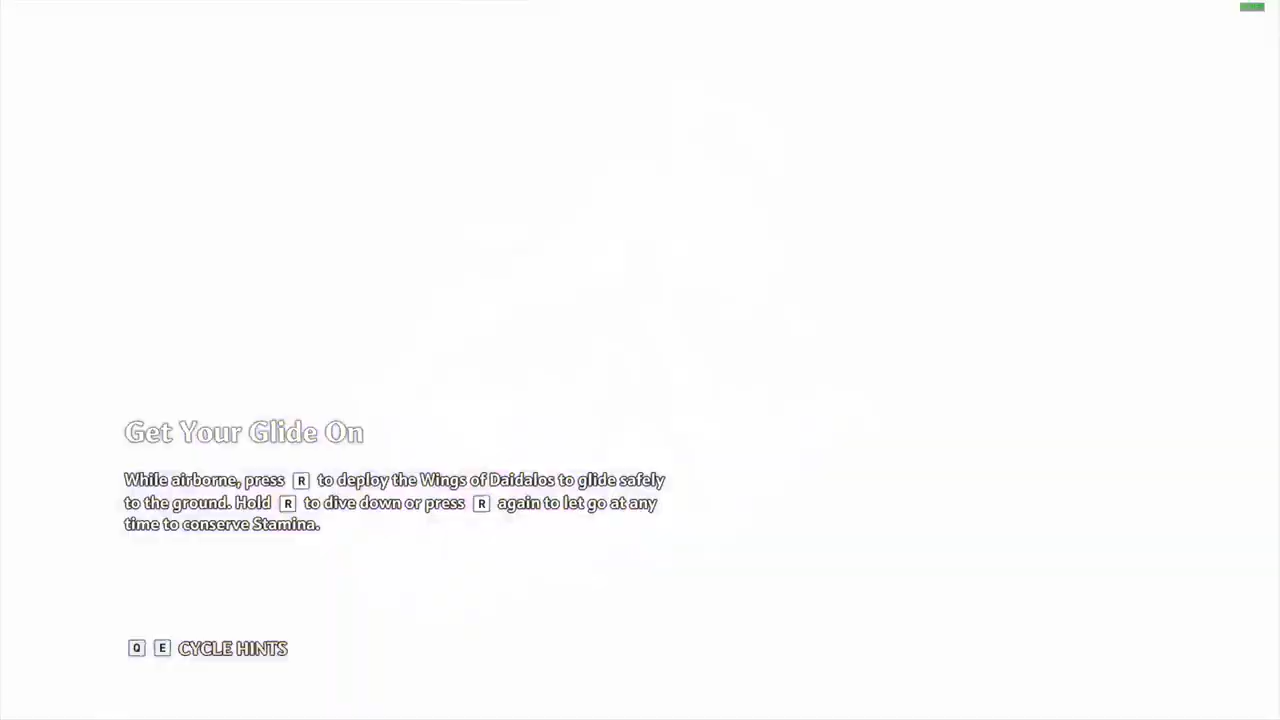 Get Your Glide On
While airborne, press R to deploy the Wings of Daidalos to glide safely
to the ground. Hold R to dive down or press R again to let go at any
time to conserve Stamina.
Q E CYCLE HINTS